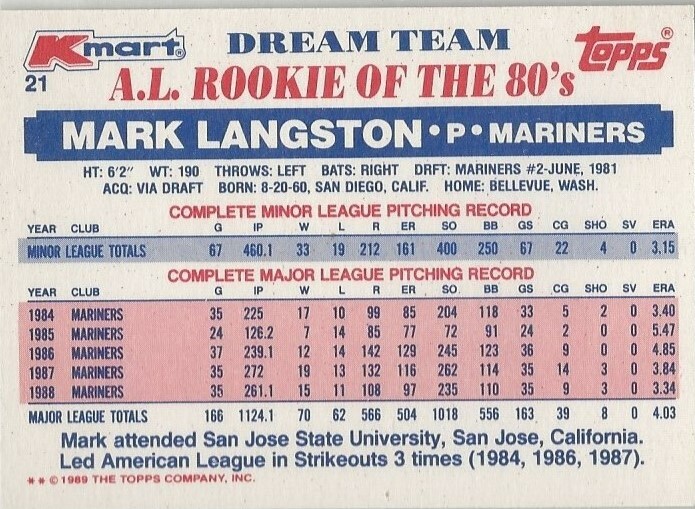 Kmart® DREAM TEAM topps®
21 A.L. ROOKIE OF THE 80's
MARK LANGSTON • P • MARINERS
HT: 6'2" WT: 190 THROWS: LEFT BATS: RIGHT DRFT: MARINERS #2-JUNE, 1981
ACQ: VIA DRAFT BORN: 8-20-60, SAN DIEGO, CALIF. HOME: BELLEVUE, WASH.
COMPLETE MINOR LEAGUE PITCHING RECORD
YEAR CLUB G IP W L R ER SO BB GS CG SHO SV ERA
MINOR LEAGUE TOTALS 67 460.1 33 19 212 161 400 250 67 22 4 0 3.15
COMPLETE MAJOR LEAGUE PITCHING RECORD
YEAR CLUB G IP W L R ER SO BB GS CG SHO SV ERA
1984 MARINERS 35 225 17 10 99 85 204 118 33 5 2 0 3.40
1985 MARINERS 24 126.2 7 14 85 77 72 91 24 2 0 0 5.47
1986 MARINERS 37 239.1 12 14 142 129 245 123 36 9 0 0 4.85
1987 MARINERS 35 272 19 13 132 116 262 114 35 14 3 0 3.84
1988 MARINERS 35 261.1 15 11 108 97 235 110 35 9 3 0 3.34
MAJOR LEAGUE TOTALS 166 1124.1 70 62 566 504 1018 556 163 39 8 0 4.03
Mark attended San Jose State University, San Jose, California.
Led American League in Strikeouts 3 times (1984, 1986, 1987).
** © 1989 THE TOPPS COMPANY, INC.